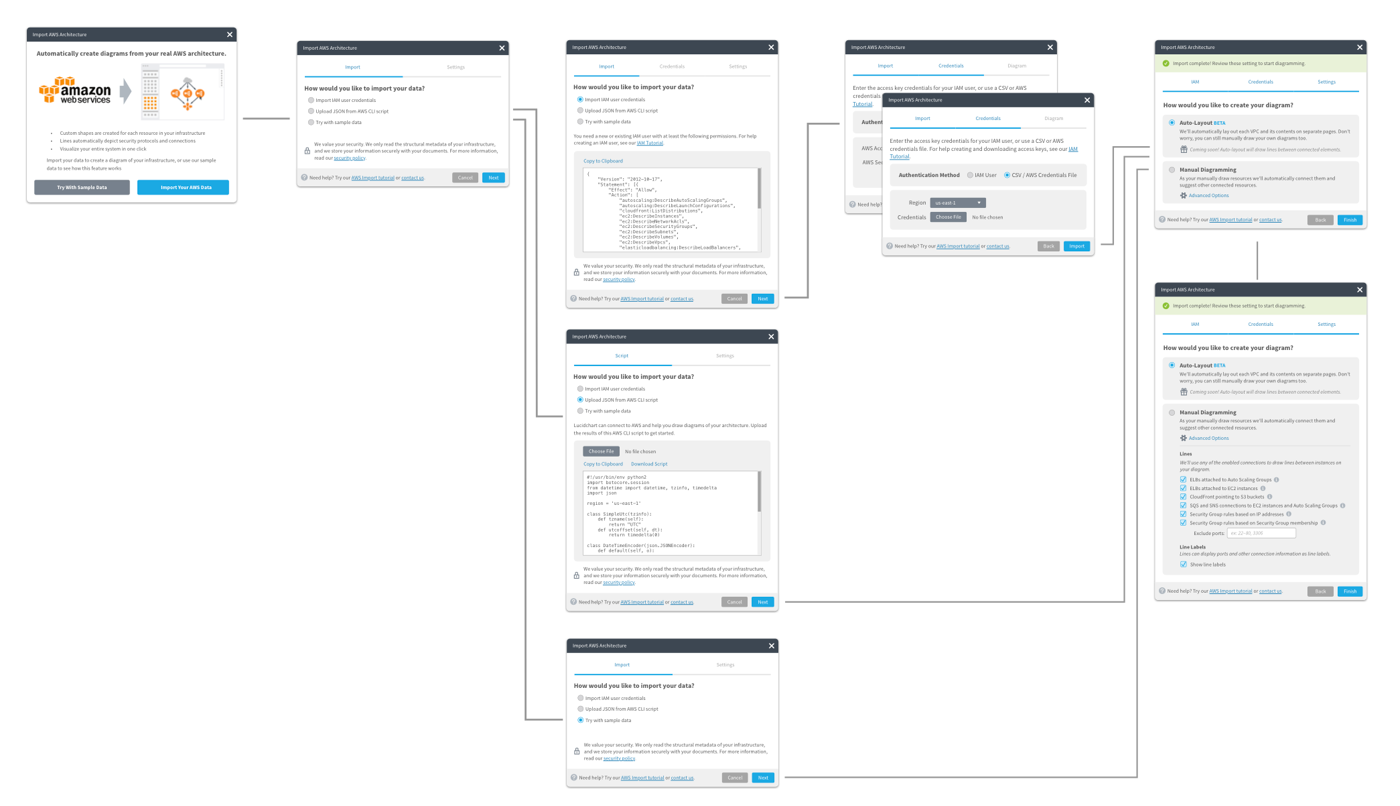 Import AWS Architecture
Automatically create diagrams from your real AWS architecture.
amazon
web services
Custom shapes are created for each resource in your infrastructure
Lines automatically depict security protocols and connections
Visualize your entire system in one click
Import your data to create a diagram of your infrastructure, or use our sample
data to see how this feature works
Try With Sample Data
Import Your AWS Data
Import AWS Architecture
Import Settings
How would you like to import your data?
Import IAM user credentials
Upload JSON from AWS CLI script
Try with sample data
We value your security. We only read the structural metadata of your infrastructure,
and we store your information securely with your documents. For more information,
read our security policy.
Need help? Try our AWS Import tutorial or contact us. Cancel Next
Import AWS Architecture
Import Credentials Settings
How would you like to import your data?
Import IAM user credentials
Upload JSON from AWS CLI script
Try with sample data
You need a new or existing IAM user with at least the following permissions. For help
creating an IAM user, see our IAM Tutorial.
Copy to Clipboard
{
"Version": "2012-10-17",
"Statement": [{
"Effect": "Allow",
"Action": [
"autoscaling:DescribeAutoScalingGroups",
"autoscaling:DescribeLaunchConfigurations",
"cloudfront:ListDistributions",
"ec2:DescribeInstances",
"ec2:DescribeNetworkAcls",
"ec2:DescribeSecurityGroups",
"ec2:DescribeSubnets",
"ec2:DescribeVolumes",
"ec2:DescribeVpcs",
"elasticloadbalancing:DescribeLoadBalancers",
We value your security. We only read the structural metadata of your infrastructure,
and we store your information securely with your documents. For more information,
read our security policy.
Need help? Try our AWS Import tutorial or contact us. Cancel Next
Import AWS Architecture
Script Settings
How would you like to import your data?
Import IAM user credentials
Upload JSON from AWS CLI script
Try with sample data
Lucidchart can connect to AWS and help you draw diagrams of your architecture. Upload
the results of this AWS CLI script to get started.
Choose File No file chosen
Copy to Clipboard Download Script
#!/usr/bin/env python2
import botocore.session
from datetime import datetime, tzinfo, timedelta
import json
region = 'us-east-1'
class SimpleUtc(tzinfo):
def tzname(self):
return "UTC"
def utcoffset(self, dt):
return timedelta(0)
class DateTimeEncoder(json.JSONEncoder):
def default(self, o):
We value your security. We only read the structural metadata of your infrastructure,
and we store your information securely with your documents. For more information,
read our security policy.
Need help? Try our AWS Import tutorial or contact us. Cancel Next
Import AWS Architecture
Import Settings
How would you like to import your data?
Import IAM user credentials
Upload JSON from AWS CLI script
Try with sample data
We value your security. We only read the structural metadata of your infrastructure,
and we store your information securely with your documents. For more information,
read our security policy.
Need help? Try our AWS Import tutorial or contact us. Cancel Next
Import AWS Architecture
Import Credentials Diagram
Enter the access key credentials for your IAM user, or use a CSV or AWS
credentials
Tutorial.
Authent
AWS Acc
AWS Sec
Need help?
Import AWS Architecture
Import Credentials Diagram
Enter the access key credentials for your IAM user, or use a CSV or AWS
credentials file. For help creating and downloading access keys, see our IAM
Tutorial.
Authentication Method IAM User CSV / AWS Credentials File
Region us-east-1
Credentials Choose File No file chosen
Need help? Try our AWS Import tutorial or contact us. Back Import
Import AWS Architecture
Import complete! Review these setting to start diagramming.
IAM Credentials Settings
How would you like to create your diagram?
Auto-Layout BETA
We'll automatically lay out each VPC and its contents on separate pages. Don't
worry, you can still manually draw your own diagrams too.
Coming soon! Auto-layout will draw lines between connected elements.
Manual Diagramming
As your manually draw resources we'll automatically connect them and
suggest other connected resources.
Advanced Options
Need help? Try our AWS Import tutorial or contact us. Back Finish
Import AWS Architecture
Import complete! Review these setting to start diagramming.
IAM Credentials Settings
How would you like to create your diagram?
Auto-Layout BETA
We'll automatically lay out each VPC and its contents on separate pages. Don't
worry, you can still manually draw your own diagrams too.
Coming soon! Auto-layout will draw lines between connected elements.
Manual Diagramming
As your manually draw resources we'll automatically connect them and
suggest other connected resources.
Advanced Options
Lines
We'll use any of the enabled connections to draw lines between instances on
your diagram.
ELBs attached to Auto Scaling Groups
ELBs attached to EC2 instances
CloudFront pointing to S3 buckets
SQS and SNS connections to EC2 instances and Auto Scaling Groups
Security Group rules based on IP addresses
Security Group rules based on Security Group membership
Exclude ports:
Line Labels
Lines can display ports and other connection information as line labels.
Show line labels
Need help? Try our AWS Import tutorial or contact us. Back Finish